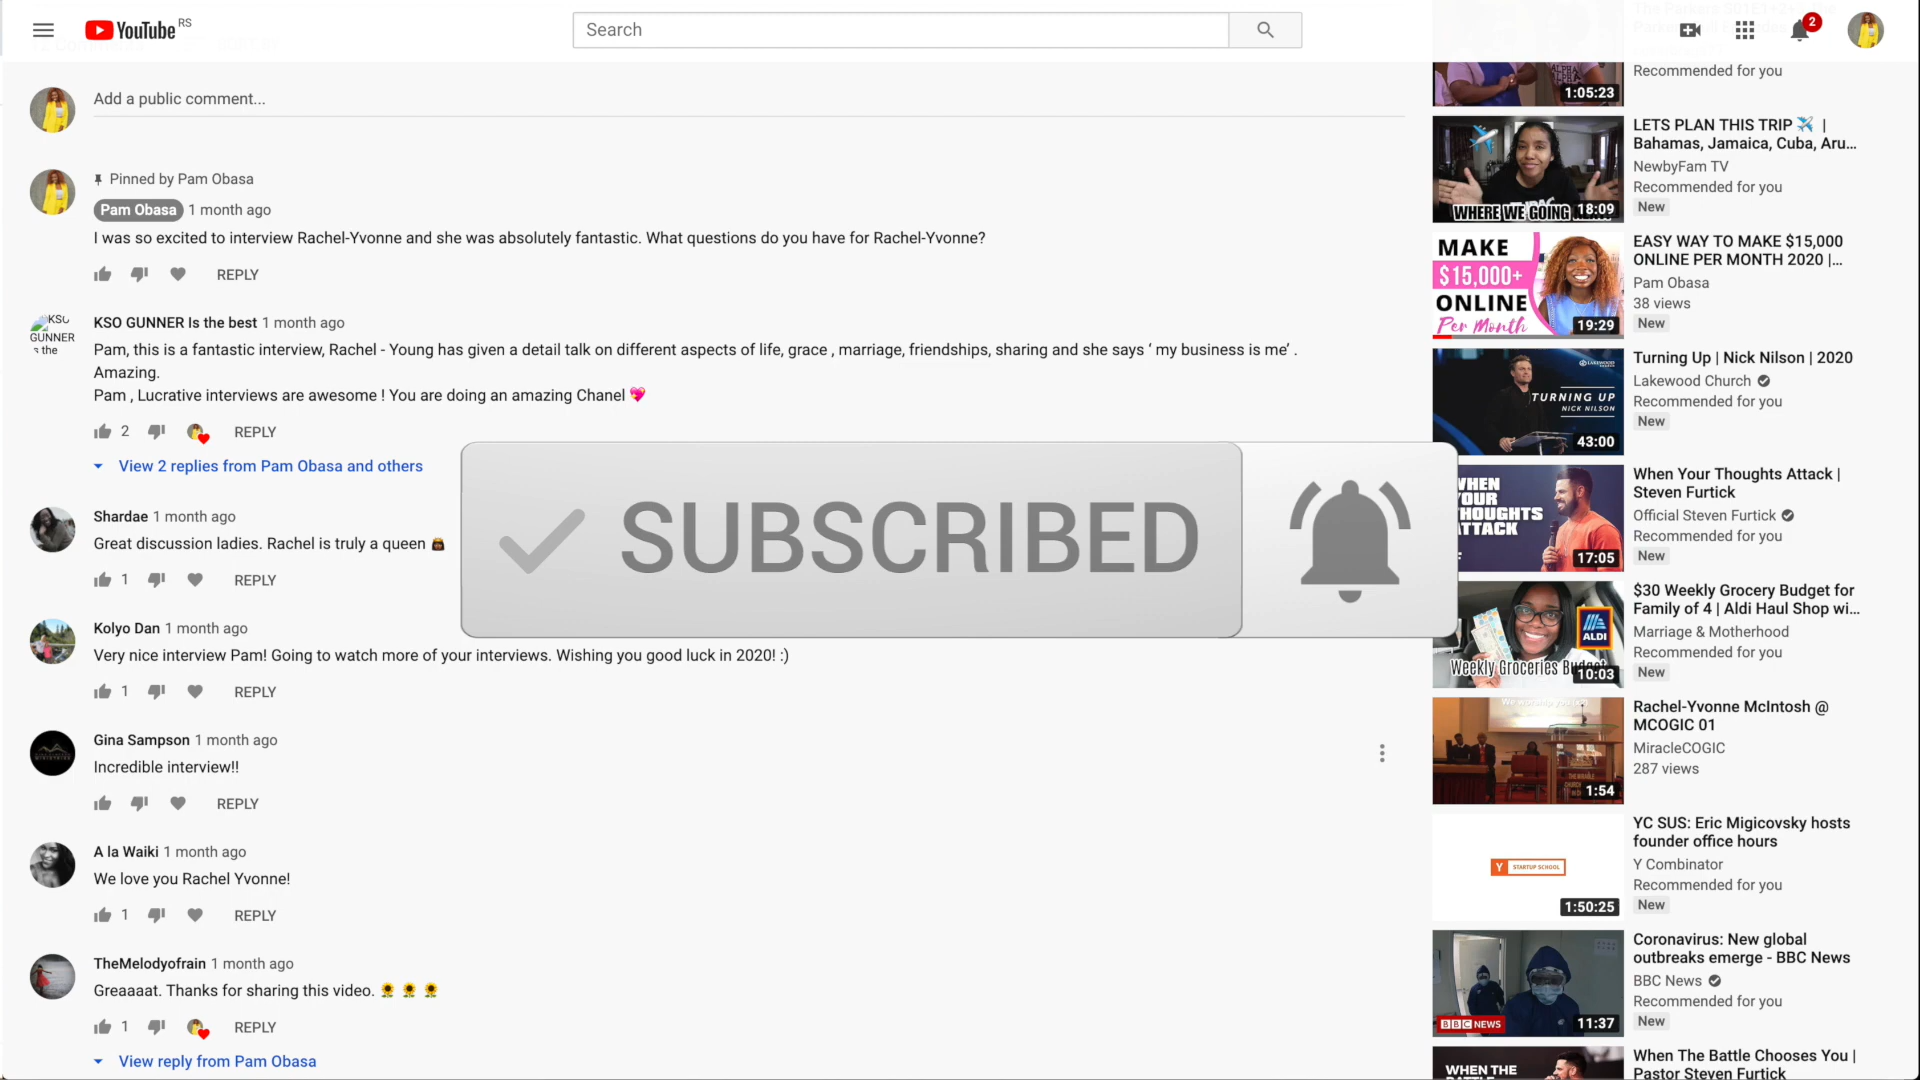 YouTube RS
Search
2
Add a public comment...
Pinned by Pam Obasa
Pam Obasa 1 month ago
I was so excited to interview Rachel-Yvonne and she was absolutely fantastic. What questions do you have for Rachel-Yvonne?
REPLY
KSO GUNNER Is the best 1 month ago
Pam, this is a fantastic interview, Rachel - Young has given a detail talk on different aspects of life, grace , marriage, friendships, sharing and she says ‘ my business is me’ .
Amazing.
Pam , Lucrative interviews are awesome ! You are doing an amazing Chanel 💖
2 REPLY
View 2 replies from Pam Obasa and others
KSO
GUNNER
s the
Shardae 1 month ago
Great discussion ladies. Rachel is truly a queen
1 REPLY
Kolyo Dan 1 month ago
Very nice interview Pam! Going to watch more of your interviews. Wishing you good luck in 2020! :)
1 REPLY
Gina Sampson 1 month ago
Incredible interview!!
REPLY
A la Waiki 1 month ago
We love you Rachel Yvonne!
1 REPLY
TheMelodyofrain 1 month ago
Greaaaat. Thanks for sharing this video. 🌻 🌻 🌻
1 REPLY
View reply from Pam Obasa
SUBSCRIBED
1:05:23
Recommended for you
WHERE WE GOING
18:09
LETS PLAN THIS TRIP ✈️ |
Bahamas, Jamaica, Cuba, Aru...
NewbyFam TV
Recommended for you
New
MAKE
$15,000+
ONLINE
Per Month
19:29
EASY WAY TO MAKE $15,000
ONLINE PER MONTH 2020 |...
Pam Obasa
38 views
New
LAKEWOOD
TURNING UP
NICK NILSON
43:00
Turning Up | Nick Nilson | 2020
Lakewood Church
Recommended for you
New
WHEN
YOUR
THOUGHTS
ATTACK
17:05
When Your Thoughts Attack |
Steven Furtick
Official Steven Furtick
Recommended for you
New
ALDI
Weekly Groceries
10:03
$30 Weekly Grocery Budget for
Family of 4 | Aldi Haul Shop wi...
Marriage & Motherhood
Recommended for you
New
1:54
Rachel-Yvonne McIntosh @
MCOGIC 01
MiracleCOGIC
287 views
Y STARTUP SCHOOL
1:50:25
YC SUS: Eric Migicovsky hosts
founder office hours
Y Combinator
Recommended for you
New
BBC NEWS
11:37
Coronavirus: New global
outbreaks emerge - BBC News
BBC News
Recommended for you
New
WHEN THE
When The Battle Chooses You |
Pastor Steven Furtick